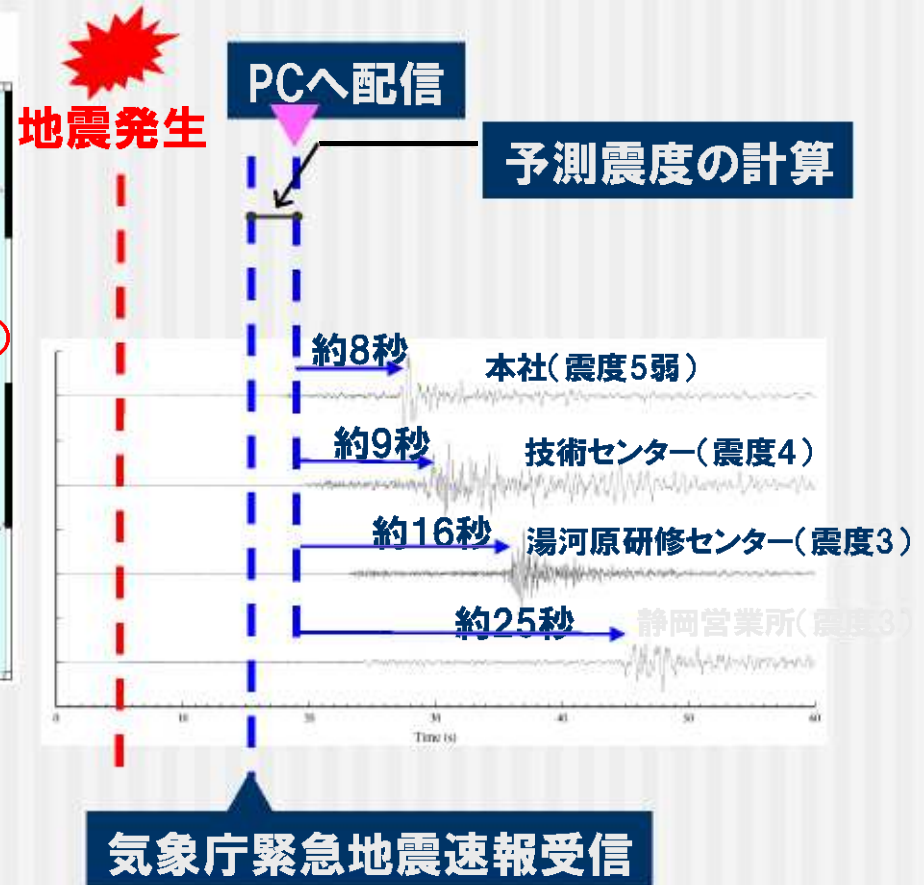 地震発生
PCへ配信
予測震度の計算
約8秒
本社(震度5弱)
約9秒
技術センター(震度4)
約16秒
湯河原研修センター(震度3)
約25秒
静岡営業所(震度3)
0 10 20 30 40 50 60
Time (s)
気象庁緊急地震速報受信